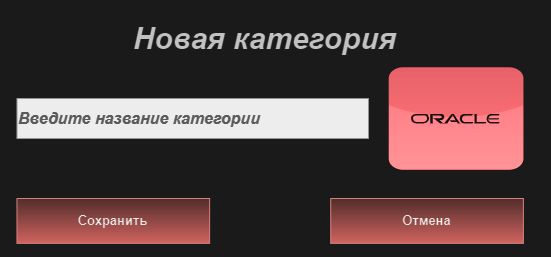 Новая категория
Введите название категории
ORACLE
Сохранить
Отмена